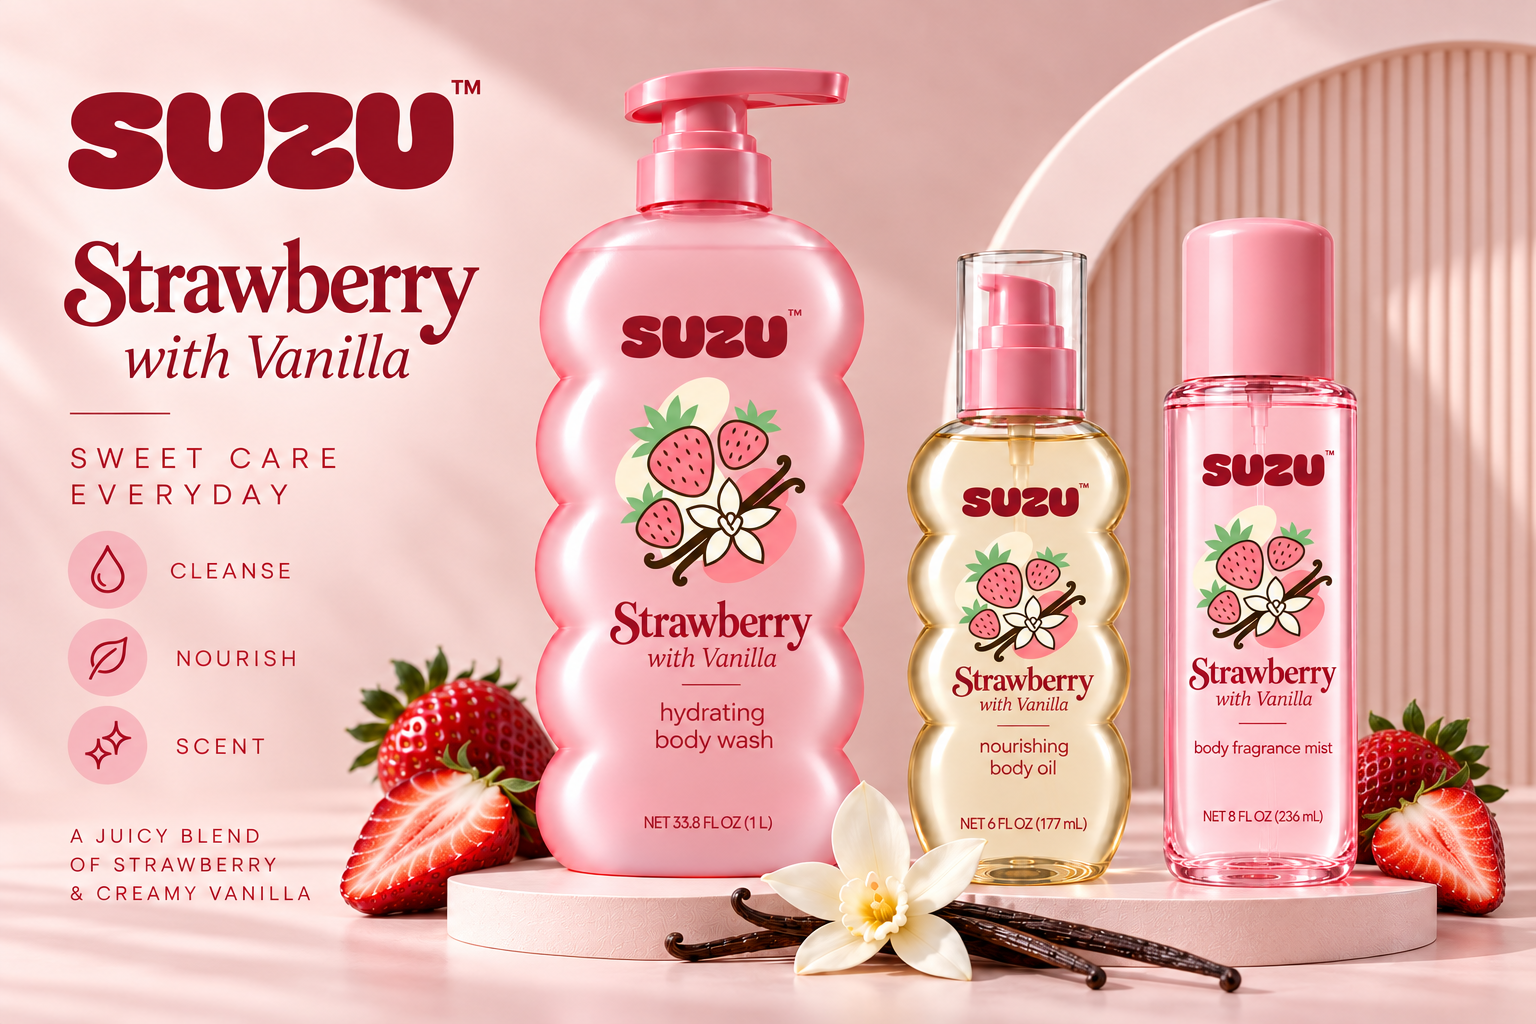 SUZU™
Strawberry
with Vanilla
SWEET CARE
EVERYDAY
CLEANSE
NOURISH
SCENT
A JUICY BLEND
OF STRAWBERRY
& CREAMY VANILLA
SUZU™
Strawberry
with Vanilla
hydrating
body wash
NET 33.8 FL OZ (1 L)
SUZU™
Strawberry
with Vanilla
nourishing
body oil
NET 6 FL OZ (177 mL)
SUZU™
Strawberry
with Vanilla
body fragrance mist
NET 8 FL OZ (236 mL)